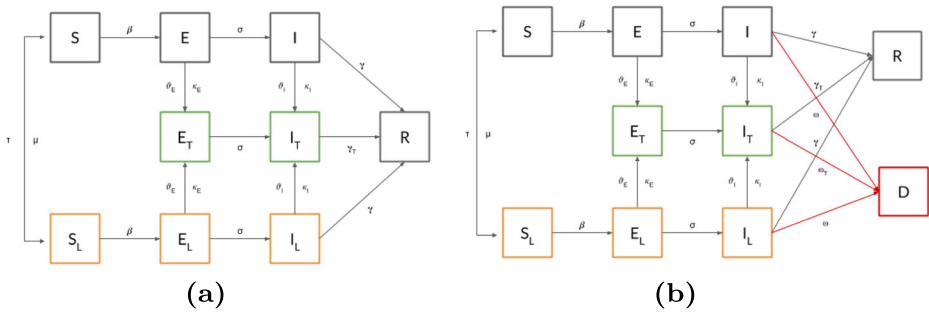 S β E σ I
γ
ϑE κE ϑI κI
τ μ
ET σ IT γT R
ϑE κE ϑI κI
γ
SL β EL σ IL
(a)
S β E σ I γ R
ϑE κE ϑi κI γT
ω
τ μ
ET σ IT γ
ωT
D
ϑE κE ϑI κI
ω
SL β EL σ IL
(b)